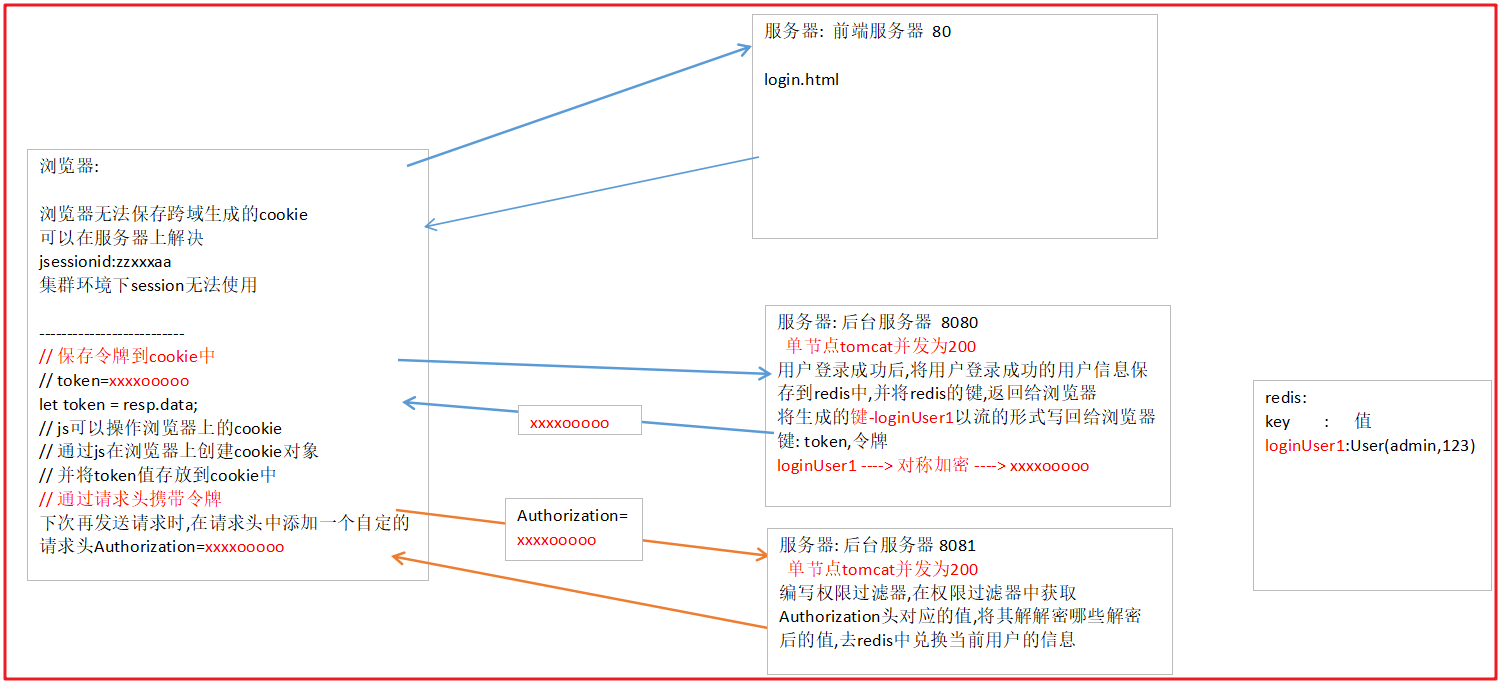 服务器: 前端服务器 80
login.html
浏览器:
浏览器无法保存跨域生成的cookie
可以在服务器上解决
jsessionid:zzxxxaa
集群环境下session无法使用
--------------------------
// 保存令牌到cookie中
// token=xxxxooooo
let token = resp.data;
// js可以操作浏览器上的cookie
// 通过js在浏览器上创建cookie对象
// 并将token值存放到cookie中
// 通过请求头携带令牌
下次再发送请求时,在请求头中添加一个自定的
请求头Authorization=xxxxooooo
xxxxooooo
Authorization=
xxxxooooo
服务器: 后台服务器 8080
单节点tomcat并发为200
用户登录成功后,将用户登录成功的用户信息保
存到redis中,并将redis的键,返回给浏览器
将生成的键-loginUser1以流的形式写回给浏览器
键: token,令牌
loginUser1 ----> 对称加密 ----> xxxxooooo
服务器: 后台服务器 8081
单节点tomcat并发为200
编写权限过滤器,在权限过滤器中获取
Authorization头对应的值,将其解解密哪些解密
后的值,去redis中兑换当前用户的信息
redis:
key : 值
loginUser1:User(admin,123)